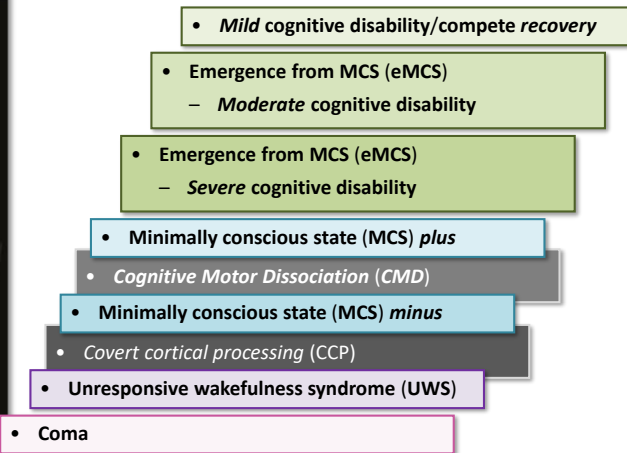 • Mild cognitive disability/compete recovery
• Emergence from MCS (eMCS)
– Moderate cognitive disability
• Emergence from MCS (eMCS)
– Severe cognitive disability
• Minimally conscious state (MCS) plus
• Cognitive Motor Dissociation (CMD)
• Minimally conscious state (MCS) minus
• Covert cortical processing (CCP)
• Unresponsive wakefulness syndrome (UWS)
• Coma